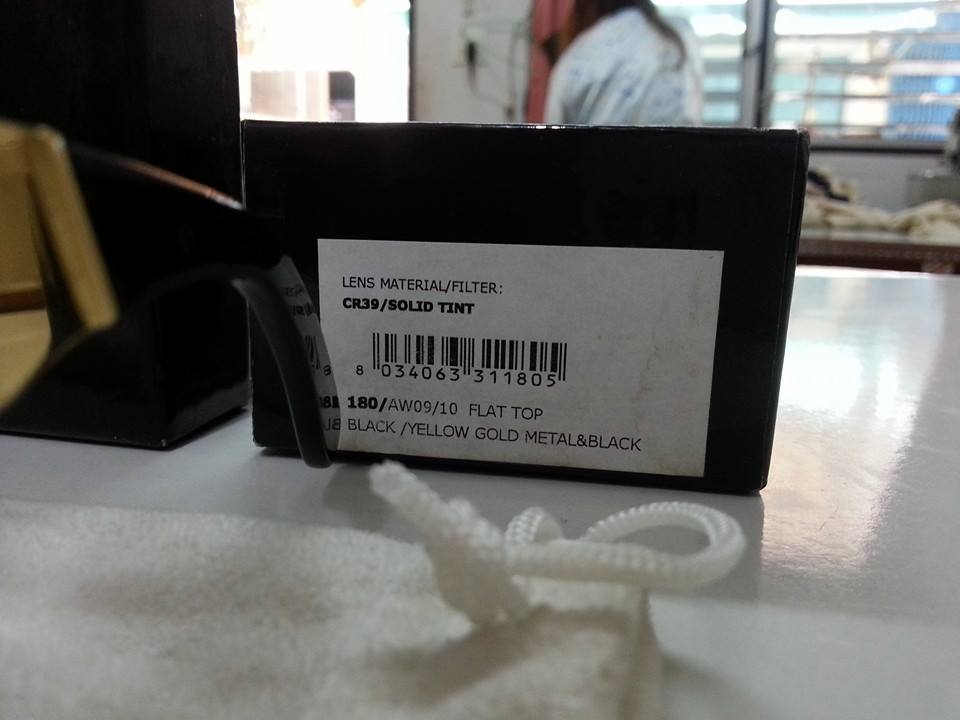 LENS MATERIAL/FILTER:
CR39/SOLID TINT
8 034063 311805
180/AW09/10 FLAT TOP
BLACK /YELLOW GOLD METAL&BLACK